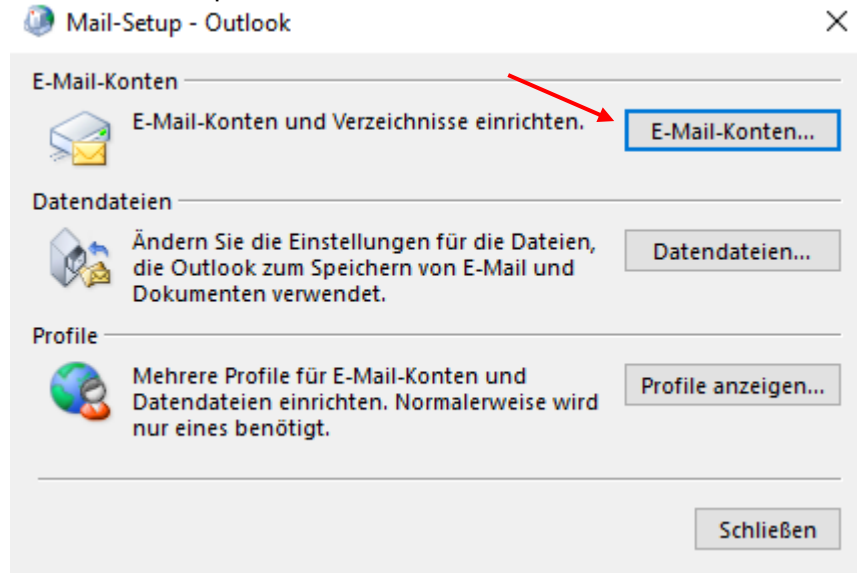 Mail-Setup - Outlook
E-Mail-Konten
E-Mail-Konten und Verzeichnisse einrichten.
E-Mail-Konten...
Datendateien
Ändern Sie die Einstellungen für die Dateien,
die Outlook zum Speichern von E-Mail und
Dokumenten verwendet.
Datendateien...
Profile
Mehrere Profile für E-Mail-Konten und
Datendateien einrichten. Normalerweise wird
nur eines benötigt.
Profile anzeigen...
Schließen